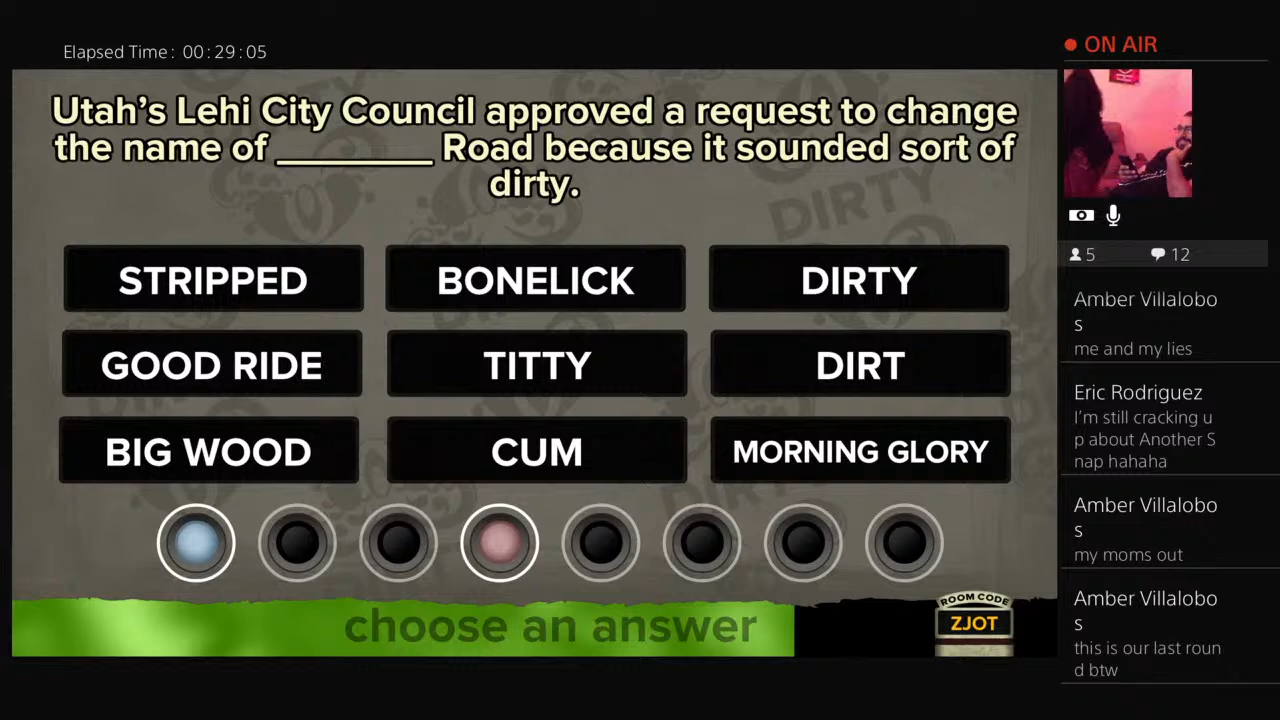 Elapsed Time: 00:29:05
ON AIR
Utah's Lehi City Council approved a request to change
the name of ________ Road because it sounded sort of
dirty.
STRIPPED
BONELICK
DIRTY
GOOD RIDE
TITTY
DIRT
BIG WOOD
CUM
MORNING GLORY
choose an answer
ROOM CODE
ZJOT
5
12
Amber Villalobo
s
me and my lies
Eric Rodriguez
I'm still cracking u
p about Another S
nap hahaha
Amber Villalobo
s
my moms out
Amber Villalobo
s
this is our last roun
d btw
DIRTY